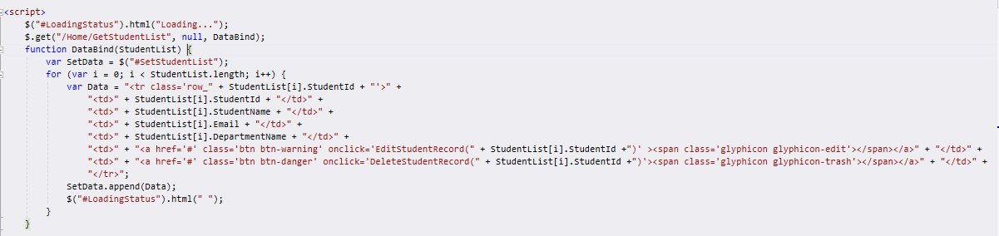 <script>
$("#LoadingStatus").html("Loading...");
$.get("/Home/GetStudentList", null, DataBind);
function DataBind(StudentList) {
var SetData = $("#SetStudentList");
for (var i = 0; i < StudentList.length; i++) {
var Data = "<tr class='row_" + StudentList[i].StudentId + "'>" +
"<td>" + StudentList[i].StudentId + "</td>" +
"<td>" + StudentList[i].StudentName + "</td>" +
"<td>" + StudentList[i].Email + "</td>" +
"<td>" + StudentList[i].DepartmentName + "</td>" +
"<td>" + "<a href='#' class='btn btn-warning' onclick='EditStudentRecord(" + StudentList[i].StudentId +")' ><span class='glyphicon glyphicon-edit'></span></a>" + "</td>" +
"<td>" + "<a href='#' class='btn btn-danger' onclick='DeleteStudentRecord(" + StudentList[i].StudentId +")'><span class='glyphicon glyphicon-trash'></span></a>" + "</td>" +
"</tr>";
SetData.append(Data);
$("#LoadingStatus").html(" ");
}
}